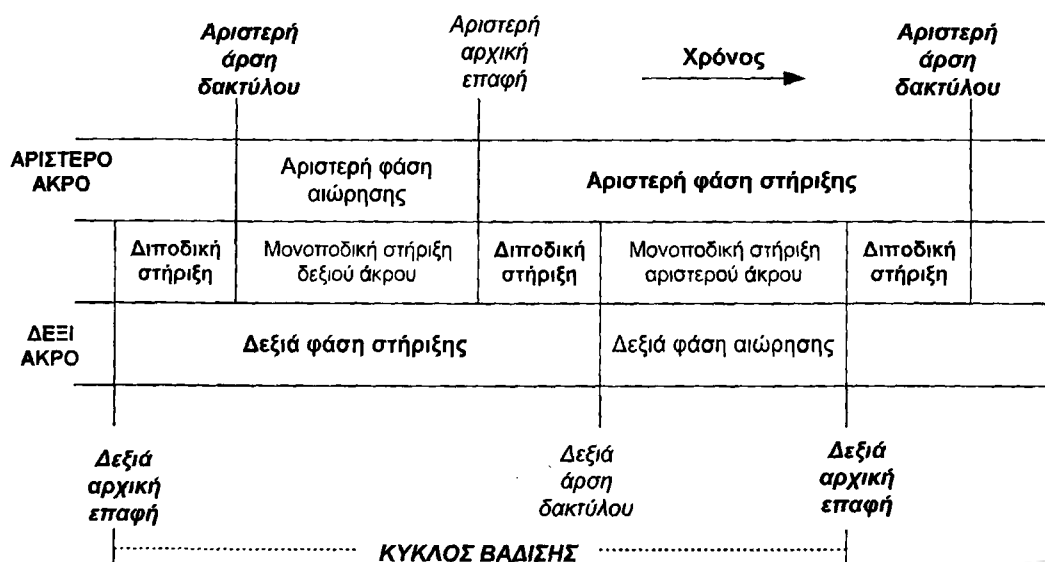 Αριστερή
άρση
δακτύλου
Αριστερή
αρχική
επαφή
Χρόνος
Αριστερή
άρση
δακτύλου
ΑΡΙΣΤΕΡΟ
ΑΚΡΟ
Αριστερή φάση
αιώρησης
Αριστερή φάση στήριξης
Διποδική
στήριξη
Μονοποδική στήριξη
δεξιού άκρου
Διποδική
στήριξη
Μονοποδική στήριξη
αριστερού άκρου
Διποδική
στήριξη
ΔΕΞΙ
ΑΚΡΟ
Δεξιά φάση στήριξης
Δεξιά φάση αιώρησης
Δεξιά
αρχική
επαφή
Δεξιά
άρση
δακτύλου
Δεξιά
αρχική
επαφή
ΚΥΚΛΟΣ ΒΑΔΙΣΗΣ